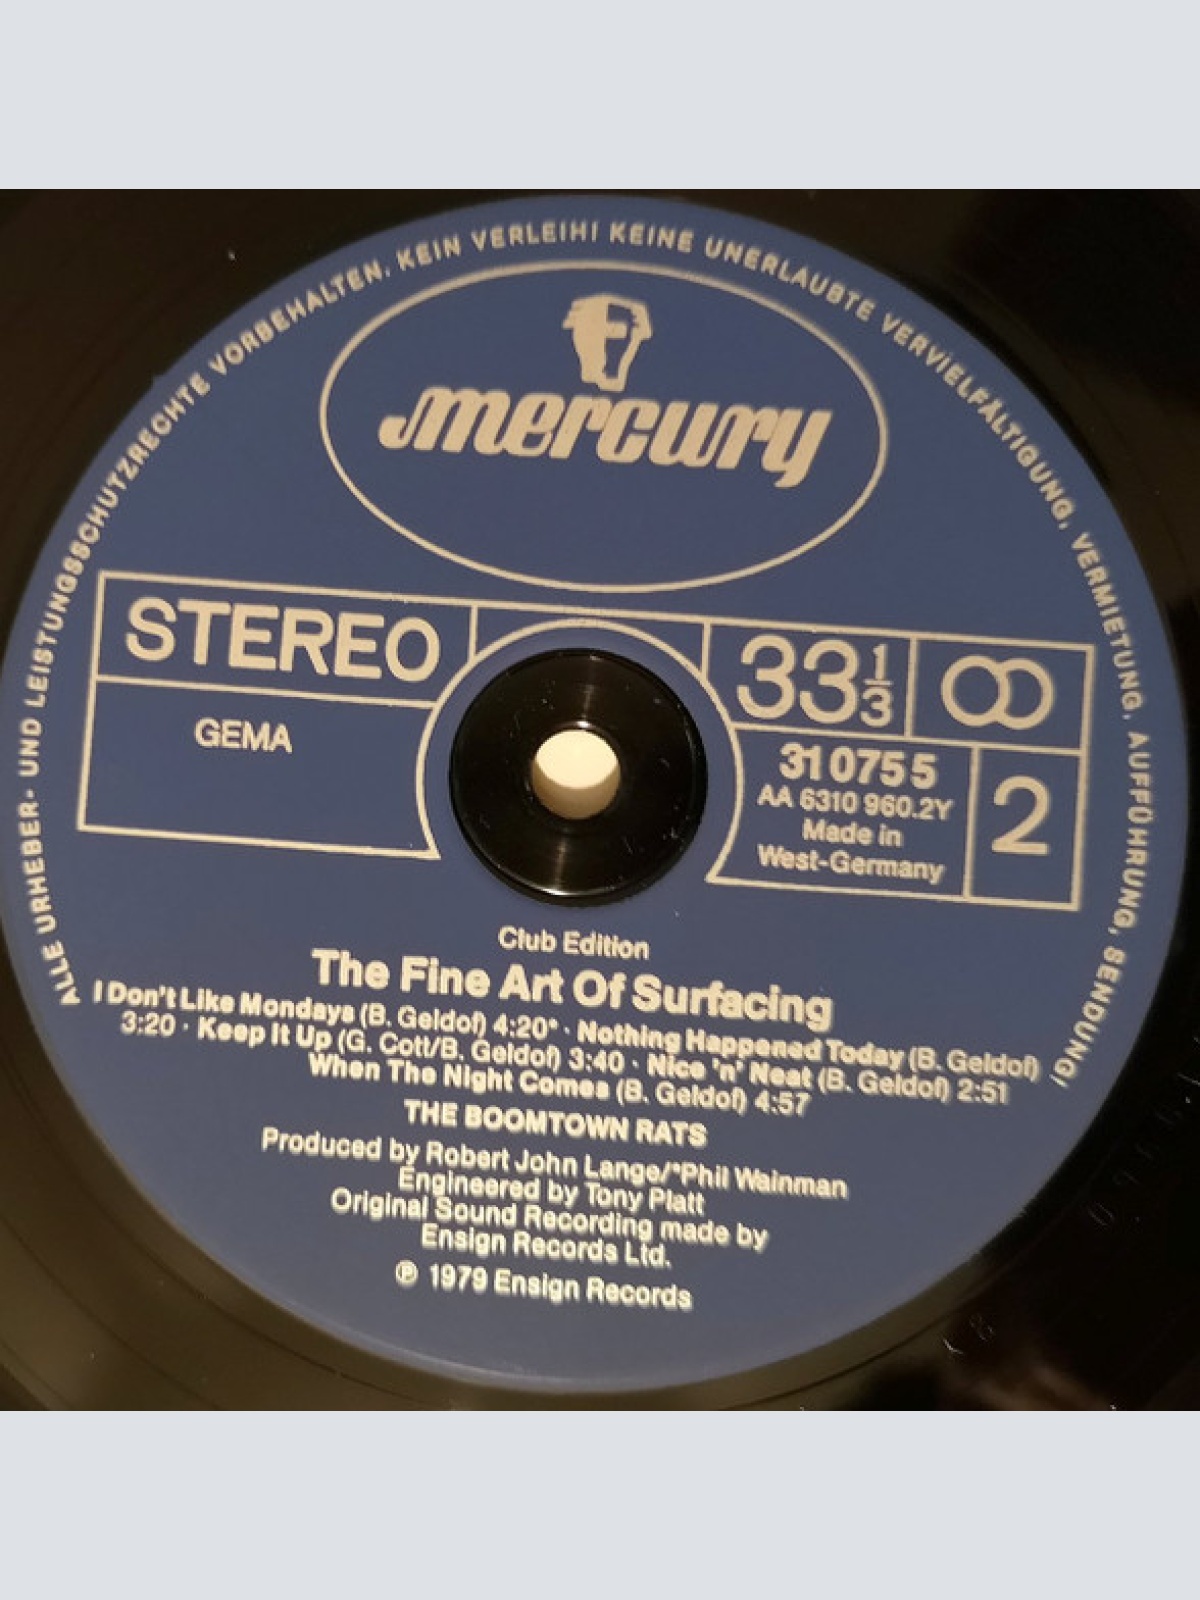 ALLE URHEBER- UND LEISTUNGSSCHUTZRECHTE VORBEHALTEN, KEIN VERLEIH! KEINE UNERLAUBTE VERVIELFÄLTIGUNG, VERMIETUNG, AUFFÜHRUNG, SENDUNG!
mercury
STEREO
GEMA
33 1/3
31 075 5
AA 6310 960.2Y
Made in
West-Germany
2
Club Edition
The Fine Art Of Surfacing
I Don't Like Mondays (B. Geldof) 4:20* · Nothing Happened Today (B. Geldof)
3:20 · Keep It Up (G. Cott/B. Geldof) 3:40 · Nice 'n' Neat (B. Geldof) 2:51
When The Night Comes (B. Geldof) 4:57
THE BOOMTOWN RATS
Produced by Robert John Lange/*Phil Wainman
Engineered by Tony Platt
Original Sound Recording made by
Ensign Records Ltd.
℗ 1979 Ensign Records